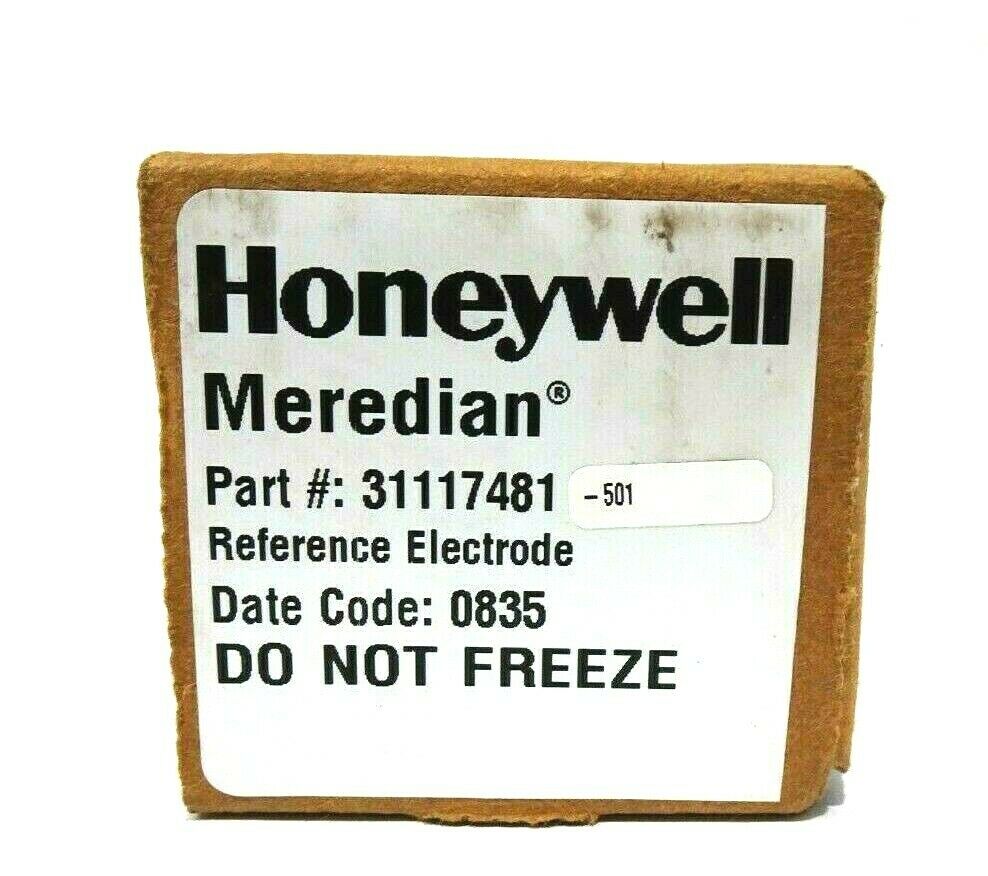 Honeywell
Meredian®
Part #: 31117481 -501
Reference Electrode
Date Code: 0835
DO NOT FREEZE